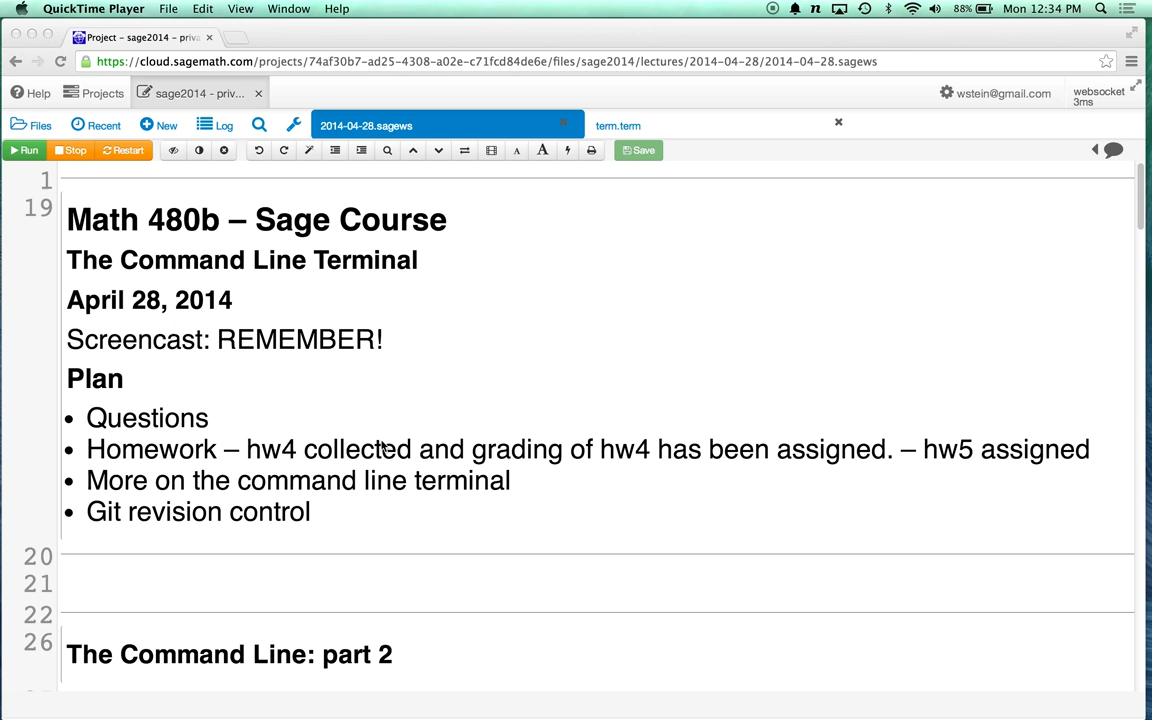 QuickTime Player File Edit View Window Help 88% Mon 12:34 PM
Project – sage2014 – priva
https://cloud.sagemath.com/projects/74af30b7-ad25-4308-a02e-c71fcd84de6e/files/sage2014/lectures/2014-04-28/2014-04-28.sagews
Help Projects sage2014 - priv... wstein@gmail.com websocket
3ms
Files Recent New Log 2014-04-28.sagews term.term
Run Stop Restart A A Save
1
19
Math 480b – Sage Course
The Command Line Terminal
April 28, 2014
Screencast: REMEMBER!
Plan
• Questions
• Homework – hw4 collected and grading of hw4 has been assigned. – hw5 assigned
• More on the command line terminal
• Git revision control
20
21
22
26
The Command Line: part 2